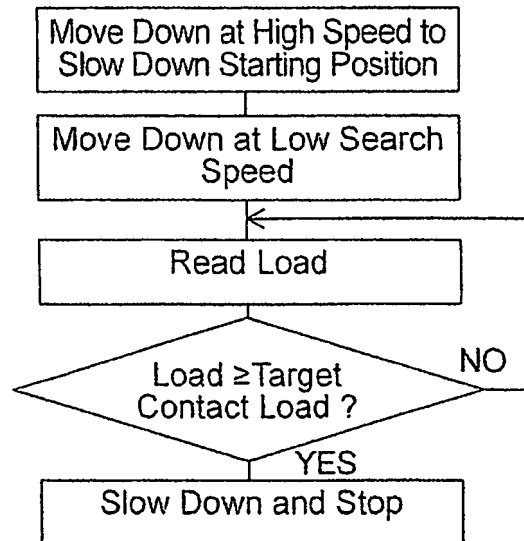 Move Down at High Speed to
Slow Down Starting Position
Move Down at Low Search
Speed
Read Load
Load ≥Target
Contact Load ?
NO
YES
Slow Down and Stop